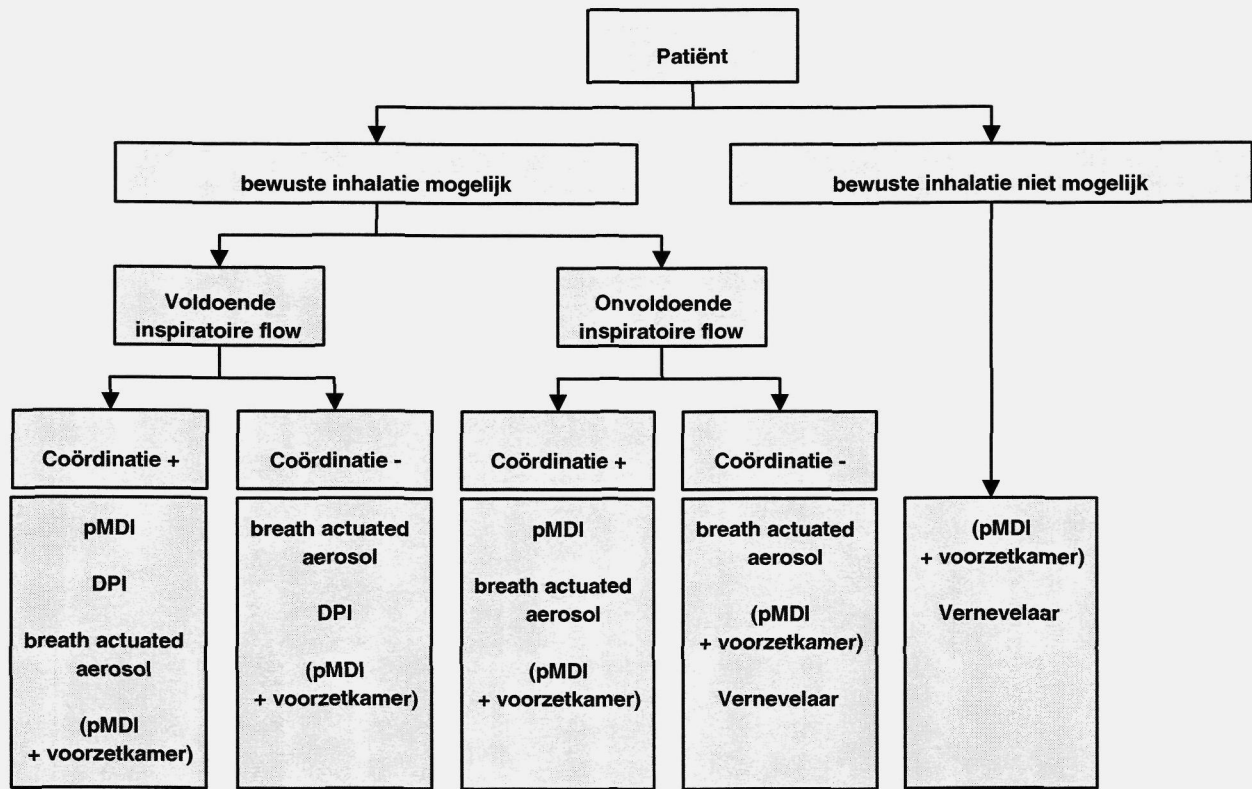 Patiënt
bewuste inhalatie mogelijk
bewuste inhalatie niet mogelijk
Voldoende
inspiratoire flow
Onvoldoende
inspiratoire flow
Coördinatie +
Coördinatie -
Coördinatie +
Coördinatie -
pMDI
DPI
breath actuated
aerosol
(pMDI
+ voorzetkamer)
breath actuated
aerosol
DPI
(pMDI
+ voorzetkamer)
pMDI
breath actuated
aerosol
(pMDI
+ voorzetkamer)
breath actuated
aerosol
(pMDI
+ voorzetkamer)
Vernevelaar
(pMDI
+ voorzetkamer)
Vernevelaar